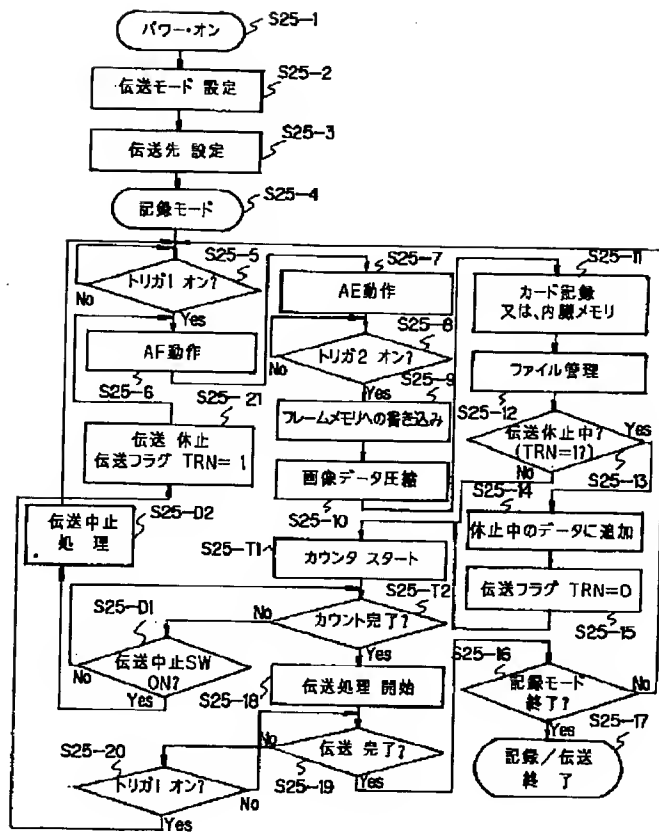 パワー・オン
S25-1
伝送モード 設定
S25-2
伝送先 設定
S25-3
記録モード
S25-4
トリガ1 オン?
S25-5
No
Yes
AF動作
S25-6
S25-21
伝送 休止
伝送フラグ TRN=1
伝送中止
処 理
S25-D2
S25-7
AE動作
S25-8
トリガ2 オン?
No
Yes
S25-9
フレームメモリへの書き込み
画像データ圧縮
S25-10
S25-T1
カウンタ スタート
S25-T2
カウント完了?
No
Yes
S25-D1
伝送中止SW
ON?
No
Yes
S25-18
伝送処理 開始
伝送 完了?
No
Yes
S25-19
S25-20
トリガ1 オン?
No
Yes
S25-11
カード記録
又は、内臓メモリ
ファイル管理
S25-12
伝送休止中?
(TRN=1?)
Yes
No
S25-13
S25-14
休止中のデータに追加
伝送フラグ TRN=0
S25-15
S25-16
記録モード
終了?
No
Yes
S25-17
記録/伝送
終了